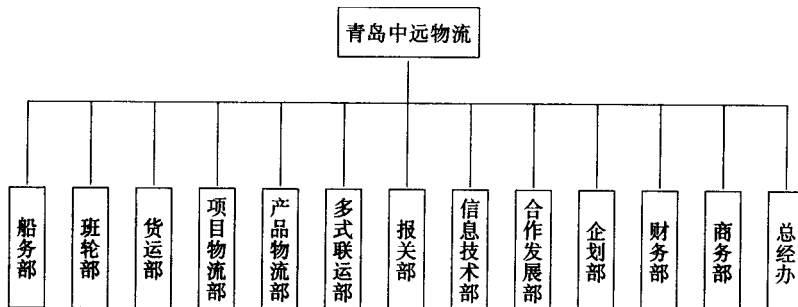 青岛中远物流
船务部
班轮部
货运部
项目物流部
产品物流部
多式联运部
报关部
信息技术部
合作发展部
企划部
财务部
商务部
总经办